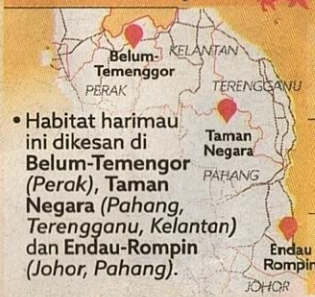 Belum-
Temenggor
KELANTAN
PERAK
TERENGGANU
Taman
Negara
PAHANG
• Habitat harimau
ini dikesan di
Belum-Temengor
(Perak), Taman
Negara (Pahang,
Terengganu, Kelantan)
dan Endau-Rompin
(Johor, Pahang).
Endau
Rompin
JOHOR